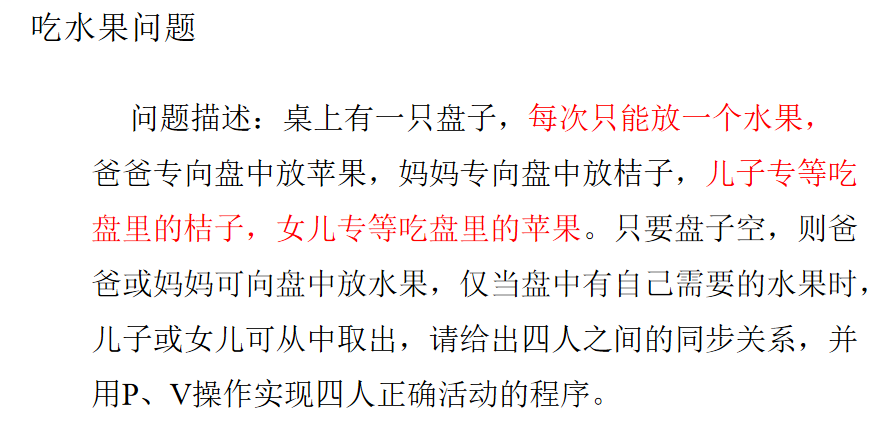 吃水果问题
问题描述：桌上有一只盘子，每次只能放一个水果，
爸爸专向盘中放苹果，妈妈专向盘中放桔子，儿子专等吃
盘里的桔子，女儿专等吃盘里的苹果。只要盘子空，则爸
爸或妈妈可向盘中放水果，仅当盘中有自己需要的水果时，
儿子或女儿可从中取出，请给出四人之间的同步关系，并
用P、V操作实现四人正确活动的程序。